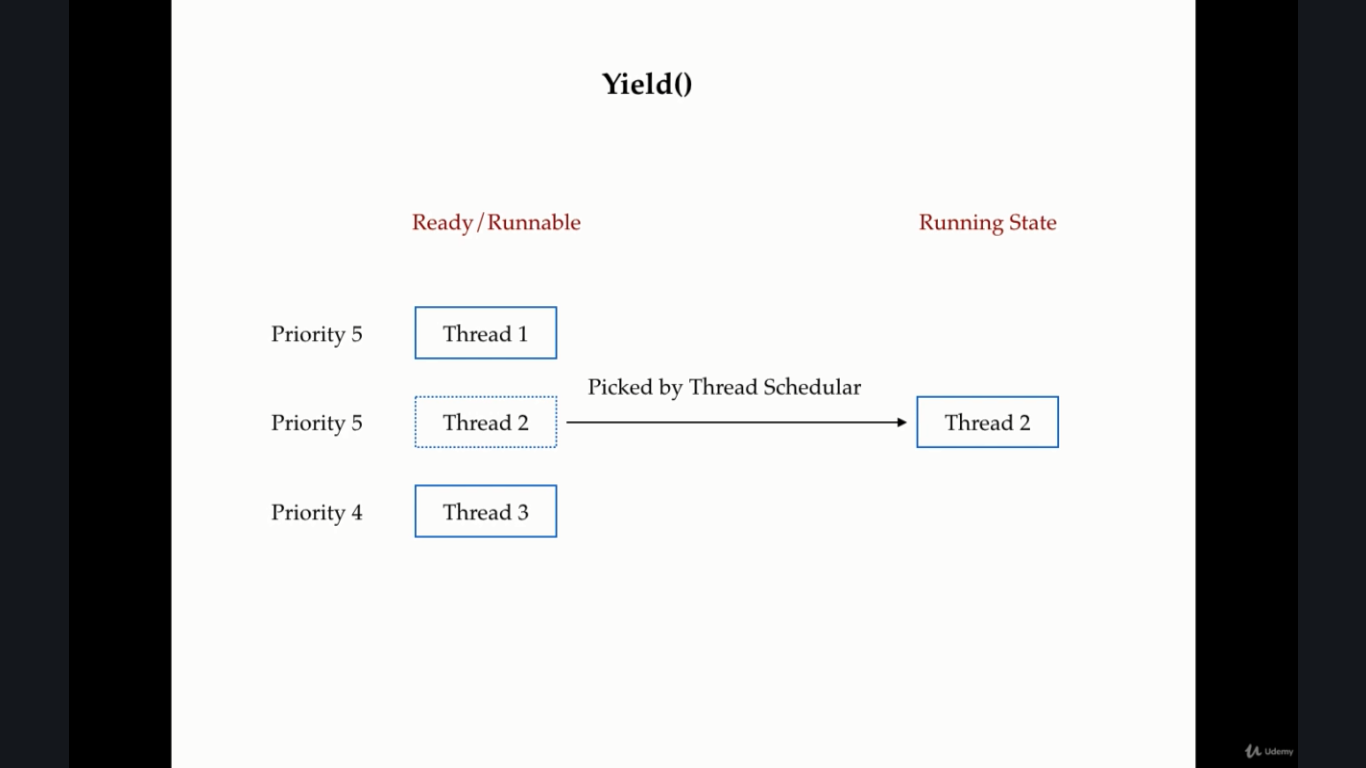 Yield()
Ready/Runnable
Running State
Priority 5
Thread 1
Picked by Thread Schedular
Priority 5
Thread 2
Thread 2
Priority 4
Thread 3
Udemy